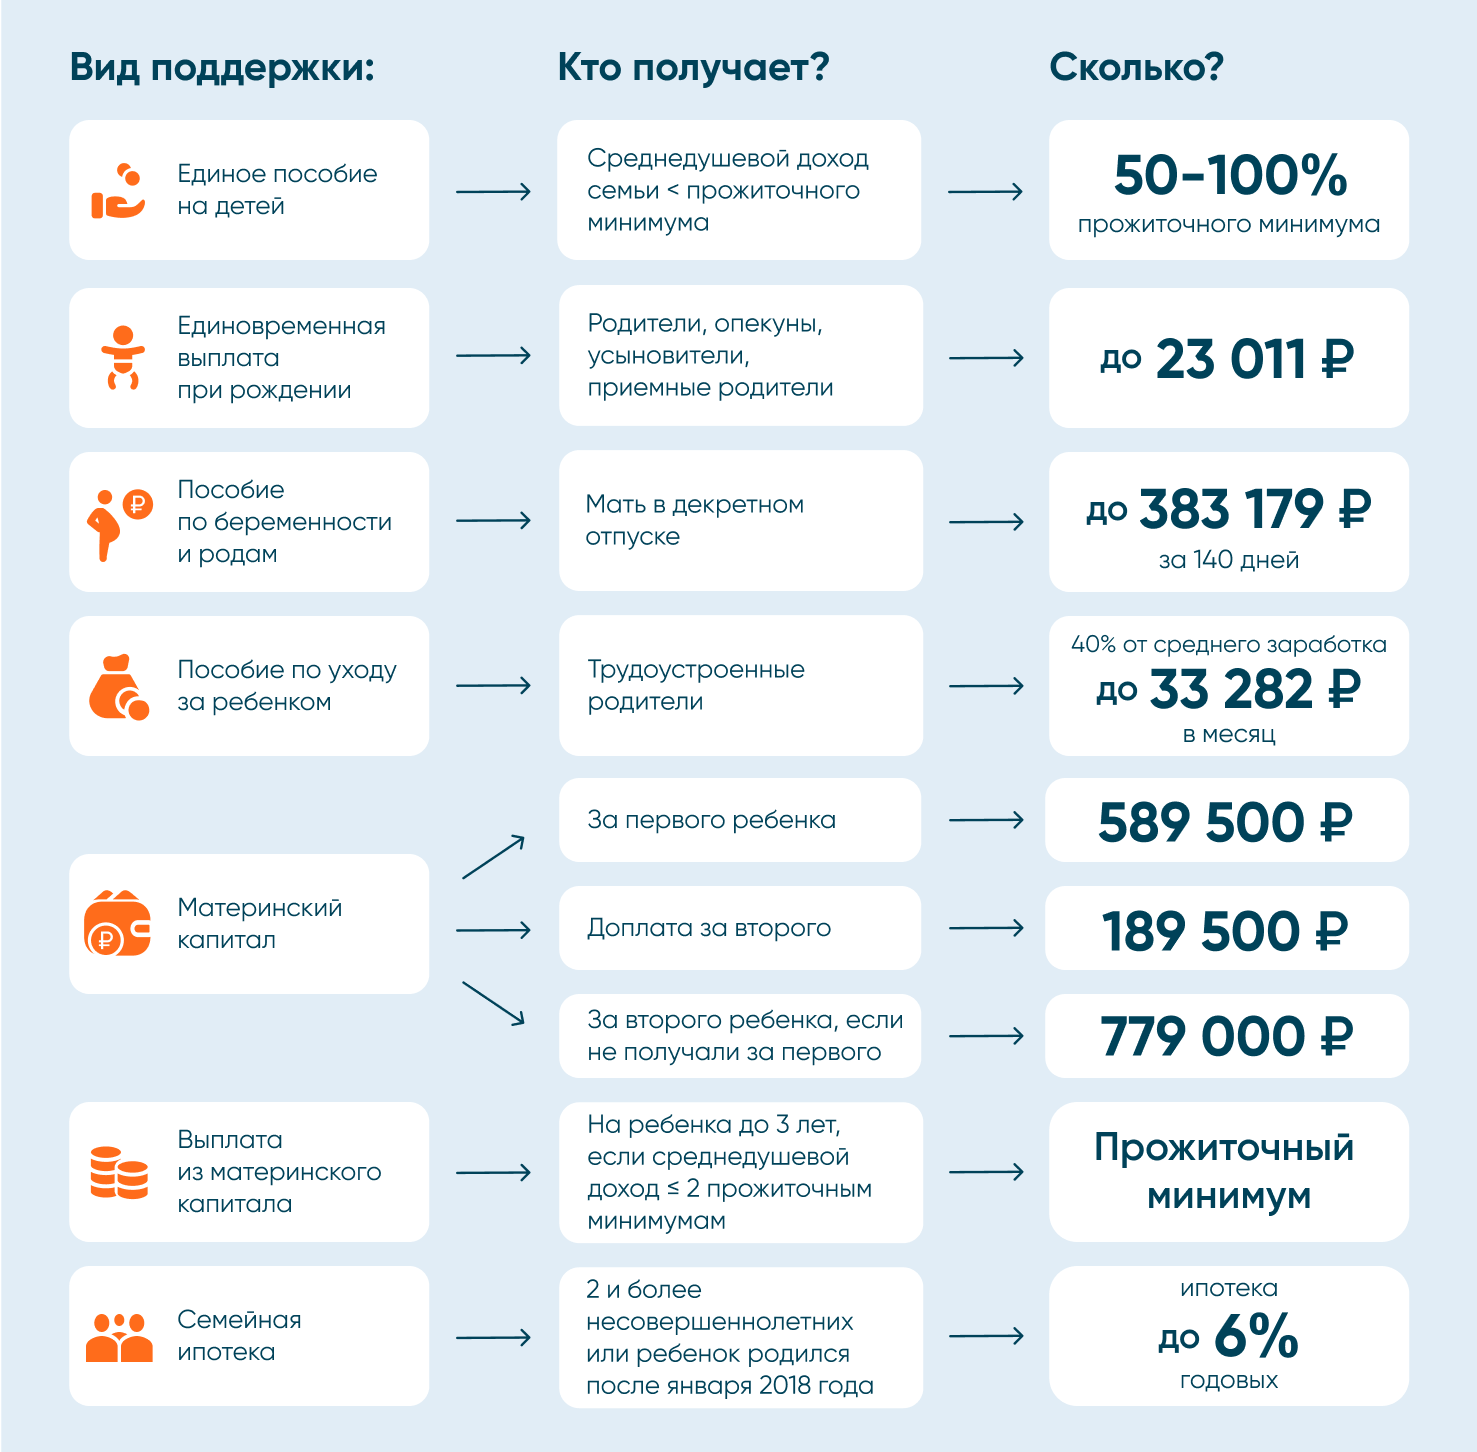 Вид поддержки:
Кто получает?
Сколько?
Единое пособие
на детей
Среднедушевой доход
семьи < прожиточного
минимума
50-100%
прожиточного минимума
Единовременная
выплата
при рождении
Родители, опекуны,
усыновители,
приемные родители
до 23 011 ₽
₽
Пособие
по беременности
и родам
Мать в декретном
отпуске
до 383 179 ₽
за 140 дней
Пособие по уходу
за ребенком
Трудоустроенные
родители
40% от среднего заработка
до 33 282 ₽
в месяц
₽
Материнский
капитал
За первого ребенка
589 500 ₽
Доплата за второго
189 500 ₽
За второго ребенка, если
не получали за первого
779 000 ₽
Выплата
из материнского
капитала
На ребенка до 3 лет,
если среднедушевой
доход ≤ 2 прожиточным
минимумам
Прожиточный
минимум
Семейная
ипотека
2 и более
несовершеннолетних
или ребенок родился
после января 2018 года
ипотека
до 6%
годовых